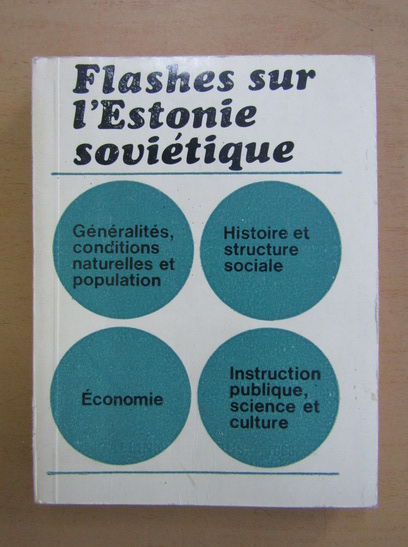 Flashes sur
l'Estonie
soviétique
Généralités,
conditions
naturelles et
population
Histoire et
structure
sociale
Économie
Instruction
publique,
science et
culture